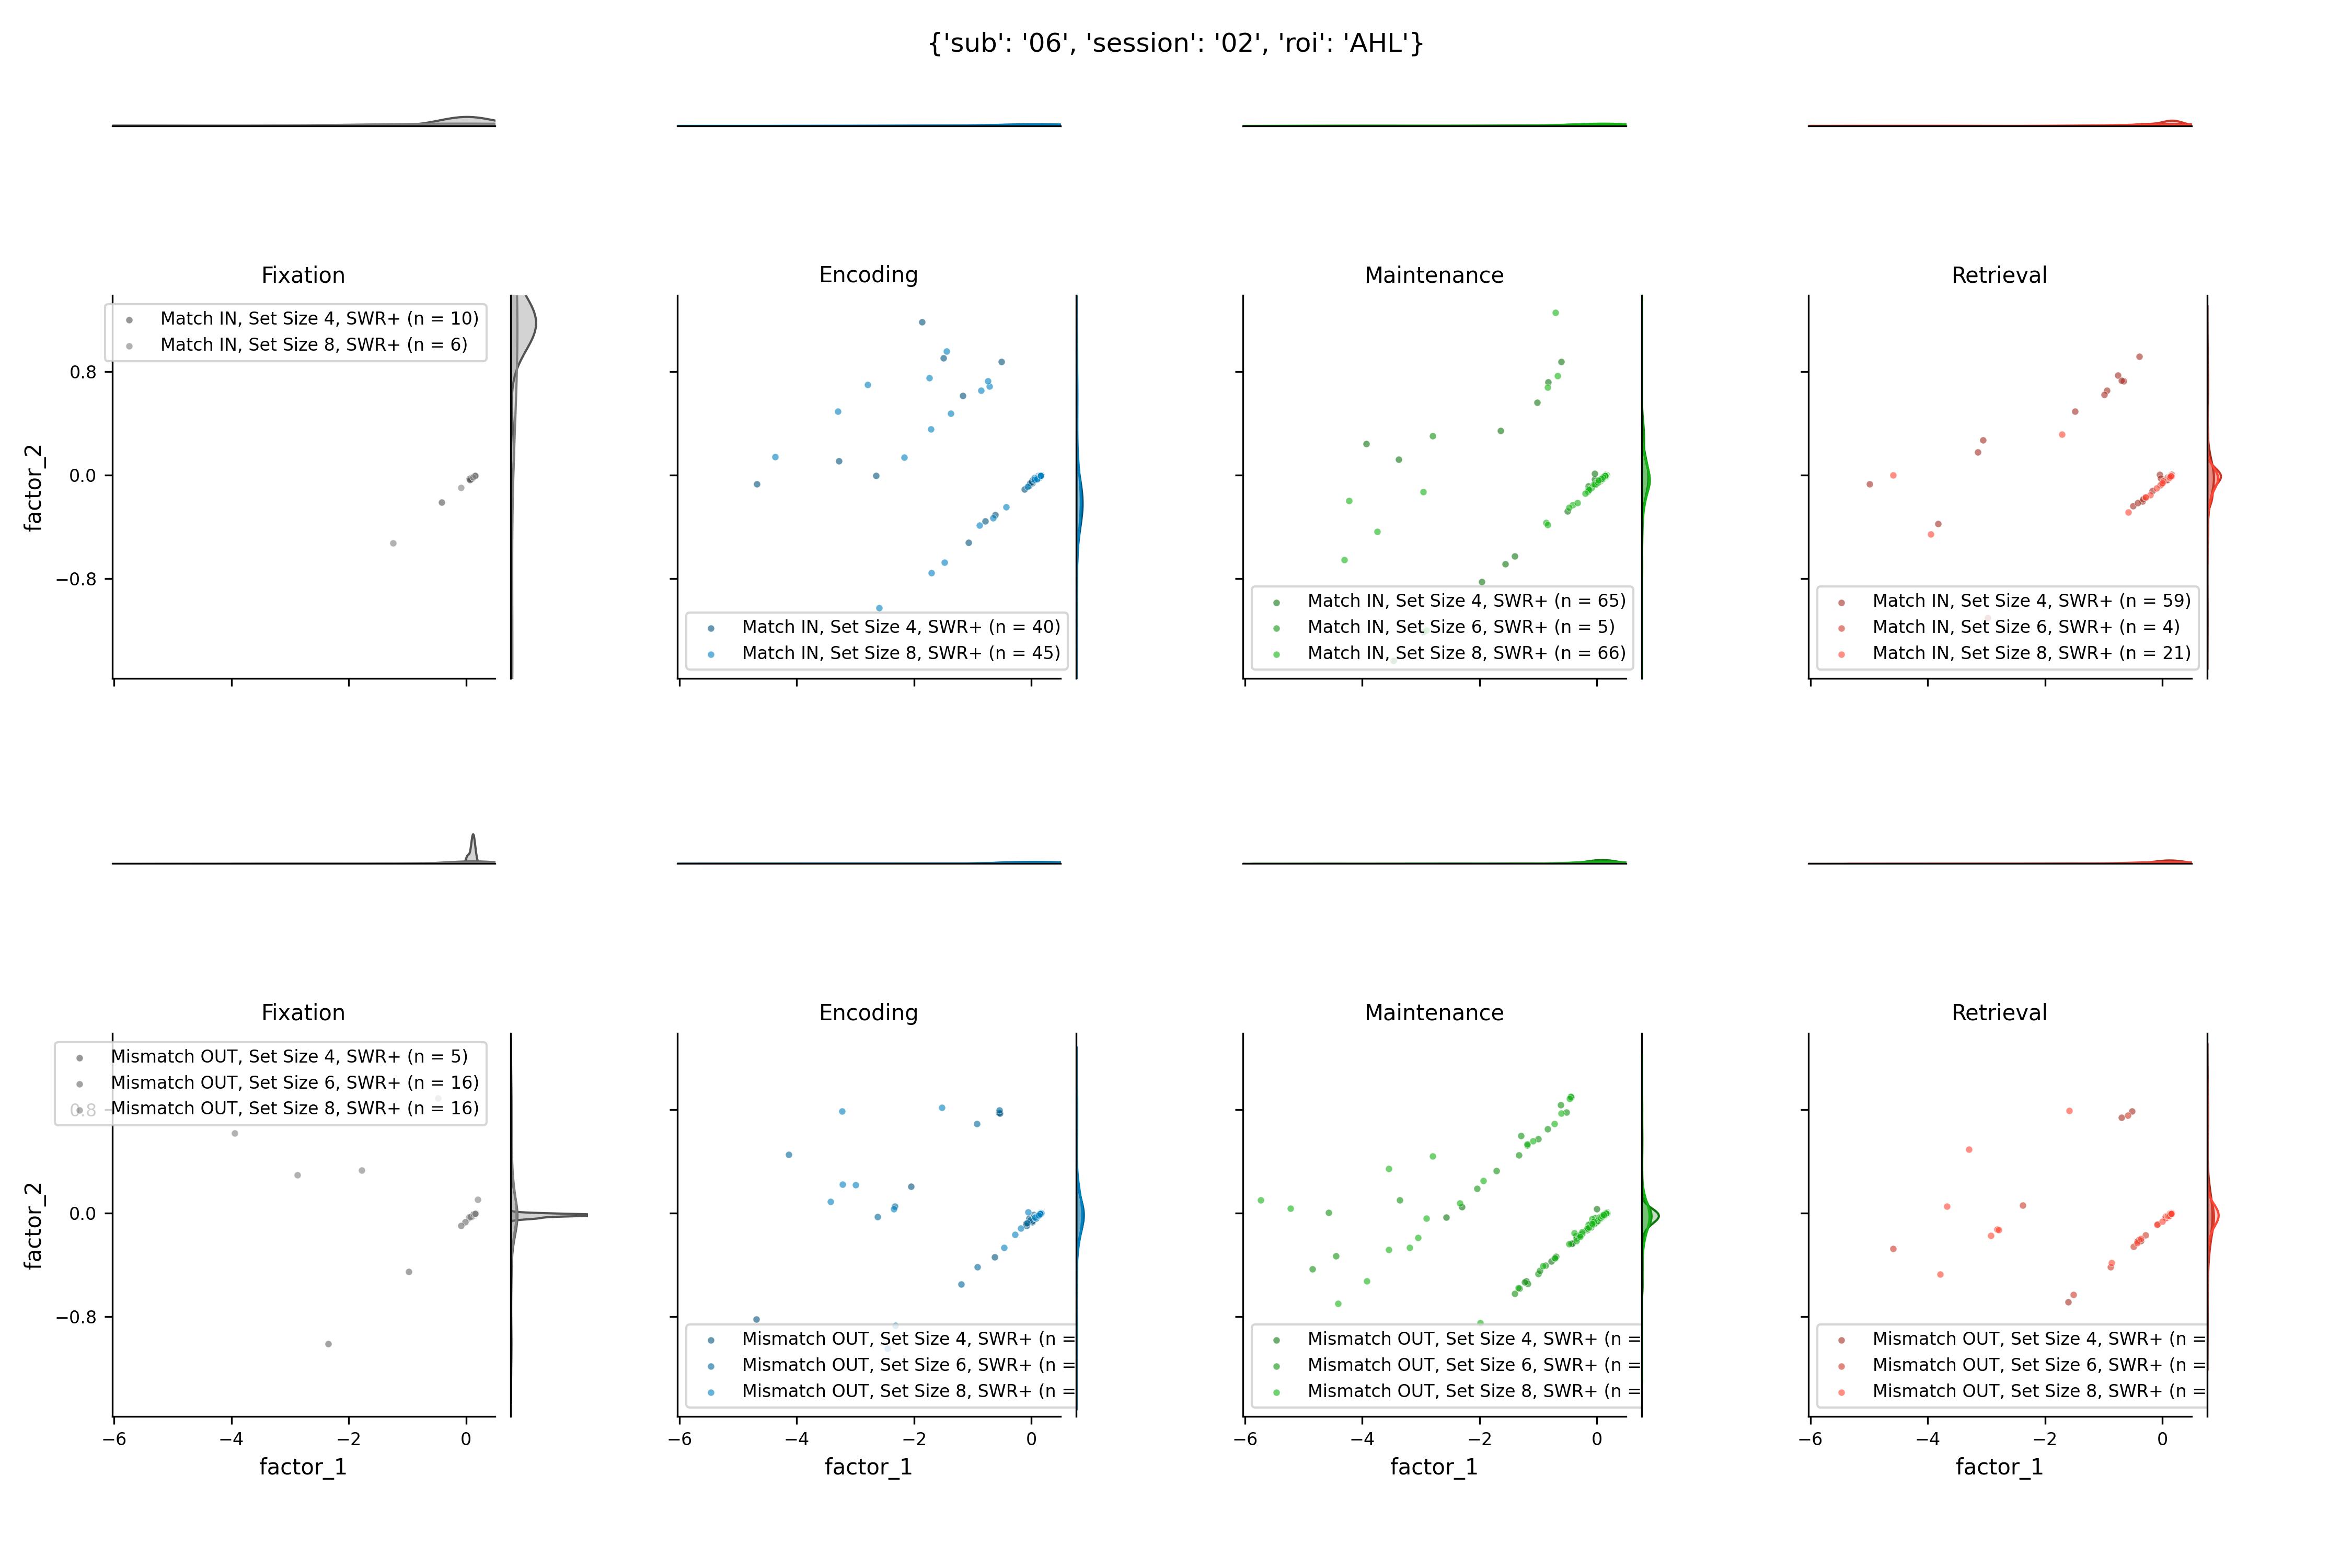 {'sub': '06', 'session': '02', 'roi': 'AHL'}
Fixation
Encoding
Maintenance
Retrieval
Match IN, Set Size 4, SWR+ (n = 10)
Match IN, Set Size 8, SWR+ (n = 6)
0.8
0.0
−0.8
factor_2
Match IN, Set Size 4, SWR+ (n = 40)
Match IN, Set Size 8, SWR+ (n = 45)
Match IN, Set Size 4, SWR+ (n = 65)
Match IN, Set Size 6, SWR+ (n = 5)
Match IN, Set Size 8, SWR+ (n = 66)
Match IN, Set Size 4, SWR+ (n = 59)
Match IN, Set Size 6, SWR+ (n = 4)
Match IN, Set Size 8, SWR+ (n = 21)
Fixation
Encoding
Maintenance
Retrieval
Mismatch OUT, Set Size 4, SWR+ (n = 5)
Mismatch OUT, Set Size 6, SWR+ (n = 16)
Mismatch OUT, Set Size 8, SWR+ (n = 16)
0.8
0.0
−0.8
factor_2
Mismatch OUT, Set Size 4, SWR+ (n =
Mismatch OUT, Set Size 6, SWR+ (n =
Mismatch OUT, Set Size 8, SWR+ (n =
Mismatch OUT, Set Size 4, SWR+ (n =
Mismatch OUT, Set Size 6, SWR+ (n =
Mismatch OUT, Set Size 8, SWR+ (n =
Mismatch OUT, Set Size 4, SWR+ (n =
Mismatch OUT, Set Size 6, SWR+ (n =
Mismatch OUT, Set Size 8, SWR+ (n =
−6 −4 −2 0
−6 −4 −2 0
−6 −4 −2 0
−6 −4 −2 0
factor_1
factor_1
factor_1
factor_1